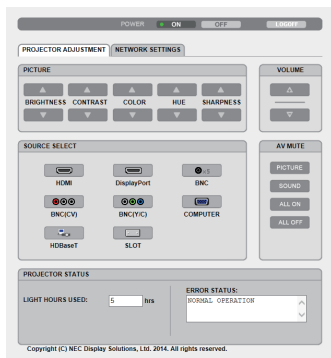 POWER ON OFF LOGOFF
PROJECTOR ADJUSTMENT NETWORK SETTINGS
PICTURE
BRIGHTNESS CONTRAST COLOR HUE SHARPNESS
VOLUME
SOURCE SELECT
HDMI DisplayPort BNC
BNC(CV) BNC(Y/C) COMPUTER
HDBaseT SLOT
AV MUTE
PICTURE
SOUND
ALL ON
ALL OFF
PROJECTOR STATUS
LIGHT HOURS USED: 5 hrs
ERROR STATUS:
NORMAL OPERATION
Copyright (C) NEC Display Solutions, Ltd. 2014. All rights reserved.